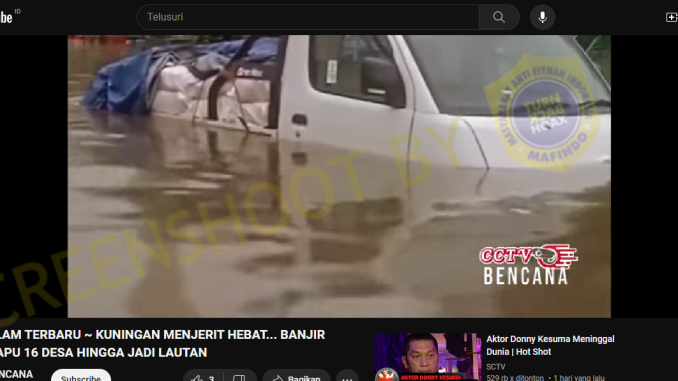 be ID
Telusuri
MASYARAKAT ANTI FITNAH INDONESIA
TURN
BACK
HOAX
MAFINDO
SCREENSHOOT BY
CCTV
BENCANA
LAM TERBARU ~ KUNINGAN MENJERIT HEBAT... BANJIR
APU 16 DESA HINGGA JADI LAUTAN
NCANA
Subscribe
3
Bagikan
Aktor Donny Kesuma Meninggal
Dunia | Hot Shot
SCTV
529 rb x ditonton • 1 hari yang lalu
AKTOR DONNY KESUMA